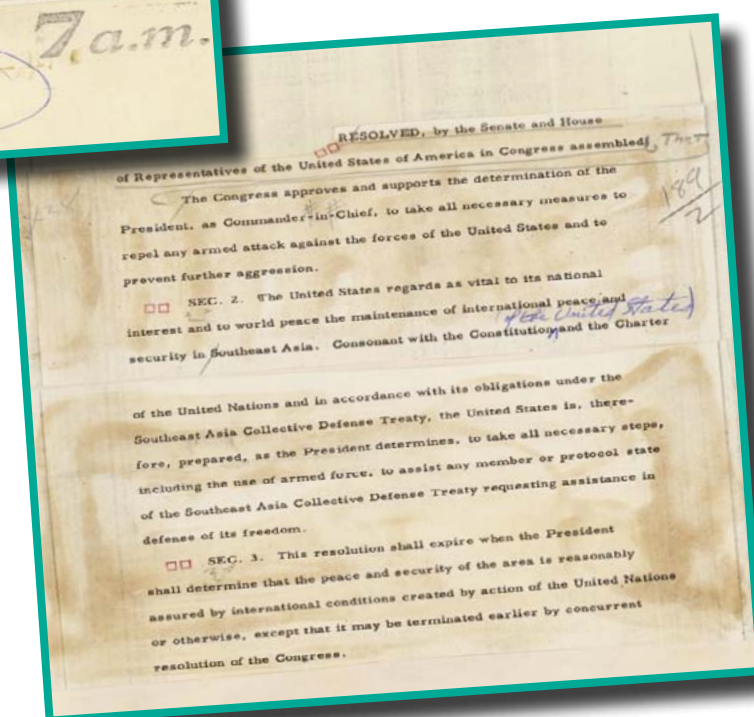 7 a.m.
RESOLVED, by the Senate and House
of Representatives of the United States of America in Congress assembled, That
The Congress approves and supports the determination of the
President, as Commander-in-Chief, to take all necessary measures to
repel any armed attack against the forces of the United States and to
prevent further aggression.
189
2
SEC. 2. The United States regards as vital to its national
interest and to world peace the maintenance of international peace and
of the United States
security in Southeast Asia. Consonant with the Constitution and the Charter
of the United Nations and in accordance with its obligations under the
Southeast Asia Collective Defense Treaty, the United States is, there-
fore, prepared, as the President determines, to take all necessary steps,
including the use of armed force, to assist any member or protocol state
of the Southeast Asia Collective Defense Treaty requesting assistance in
defense of its freedom.
SEC. 3. This resolution shall expire when the President
shall determine that the peace and security of the area is reasonably
assured by international conditions created by action of the United Nations
or otherwise, except that it may be terminated earlier by concurrent
resolution of the Congress.